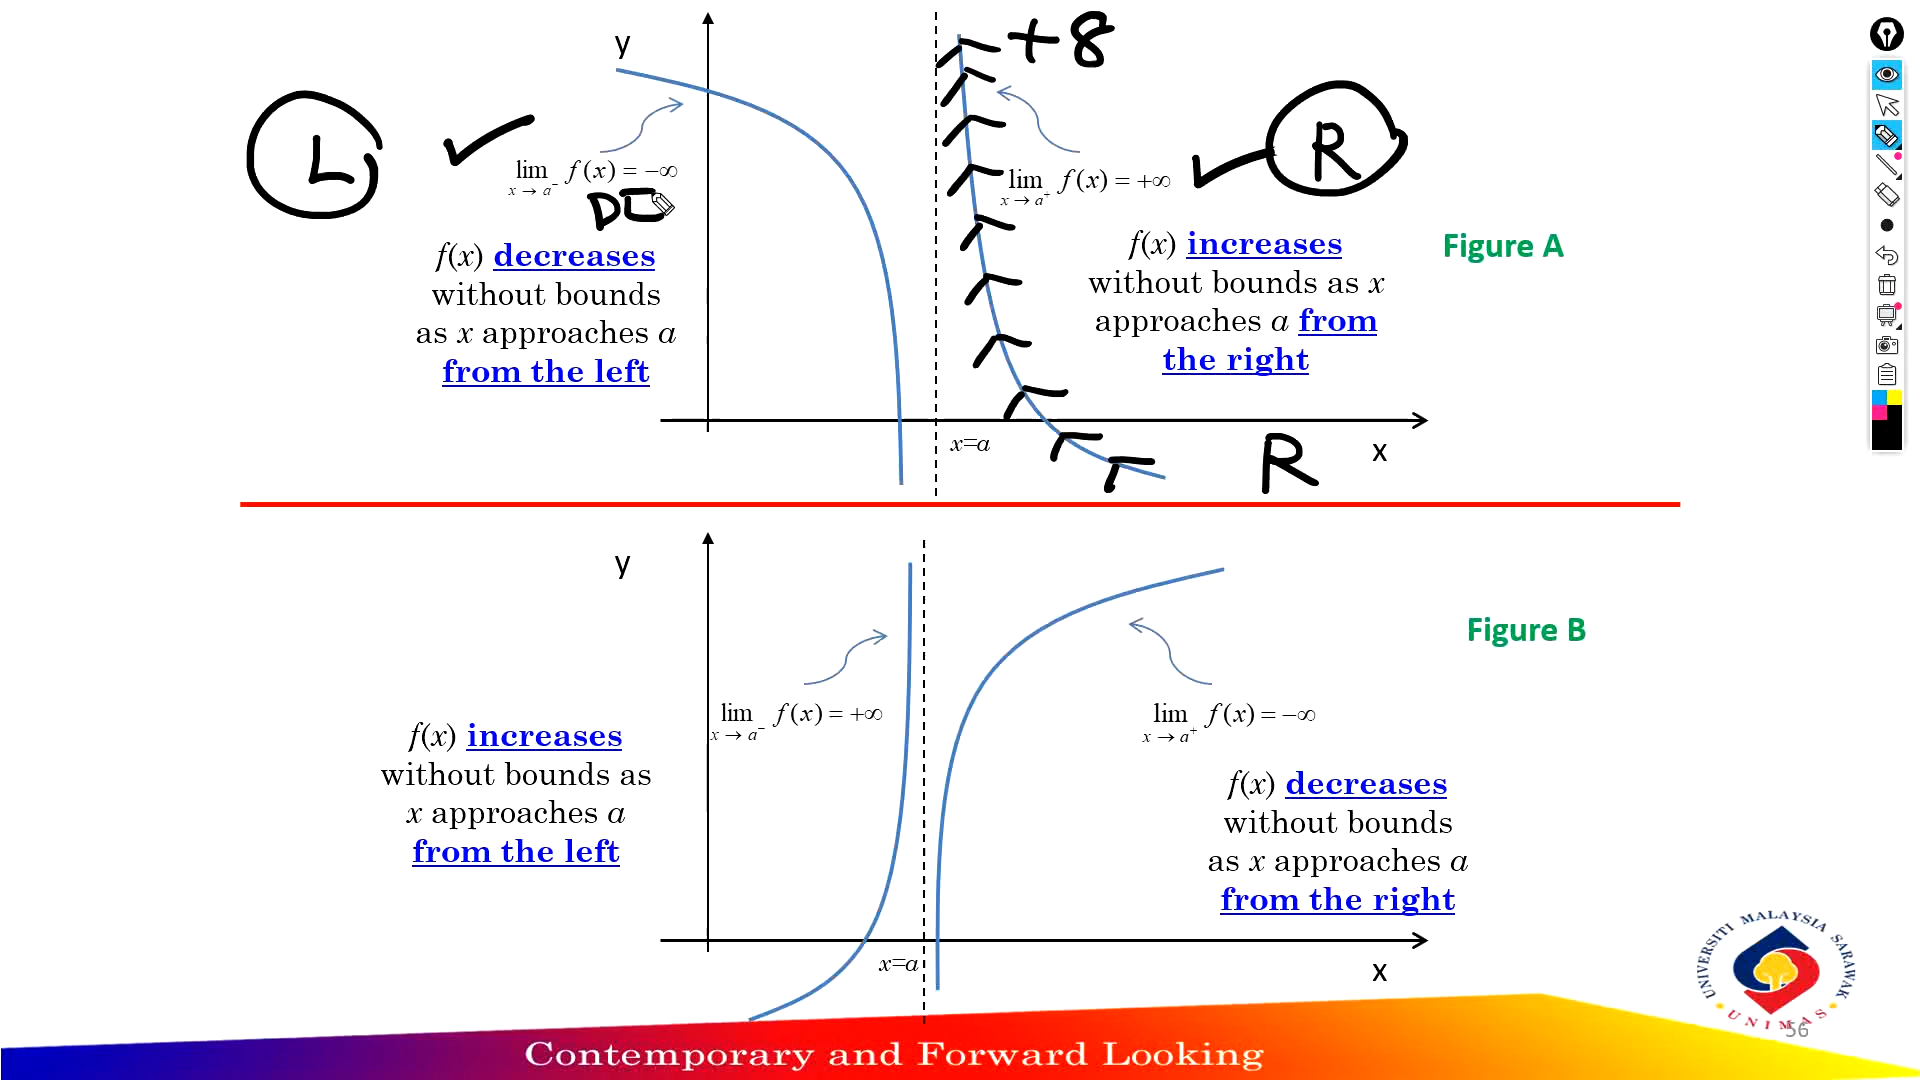 y
+8
L
R
lim f(x) = −∞
x → a⁻
lim f(x) = +∞
x → a⁺
f(x) decreases
without bounds
as x approaches a
from the left
f(x) increases
without bounds as x
approaches a from
the right
Figure A
x=a
R
x
y
Figure B
lim f(x) = +∞
x → a⁻
lim f(x) = −∞
x → a⁺
f(x) increases
without bounds as
x approaches a
from the left
f(x) decreases
without bounds
as x approaches a
from the right
x=a
x
UNIVERSITI MALAYSIA SARAWAK
UNIMAS
56
Contemporary and Forward Looking